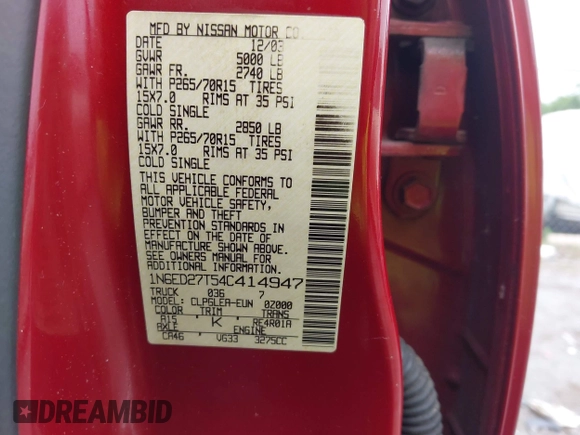 MFD BY NISSAN MOTOR CO
DATE 12/03
GVWR 5000 LB
GAWR FR. 2740 LB
WITH P265/70R15 TIRES
15X7.0 RIMS AT 35 PSI
COLD SINGLE
GAWR RR. 2850 LB
WITH P265/70R15 TIRES
15X7.0 RIMS AT 35 PSI
COLD SINGLE
THIS VEHICLE CONFORMS TO
ALL APPLICABLE FEDERAL
MOTOR VEHICLE SAFETY,
BUMPER AND THEFT
PREVENTION STANDARDS IN
EFFECT ON THE DATE OF
MANUFACTURE SHOWN ABOVE.
SEE OWNERS MANUAL FOR
ADDITIONAL INFORMATION
1N6ED27T54C414947
TRUCK 036 7
MODEL: CLPGLEA-EUN 0Z000
COLOR TRIM TRANS
A15 K RE4R01A
AXLE ENGINE
CA46 VG33 3275CC
DREAMBID